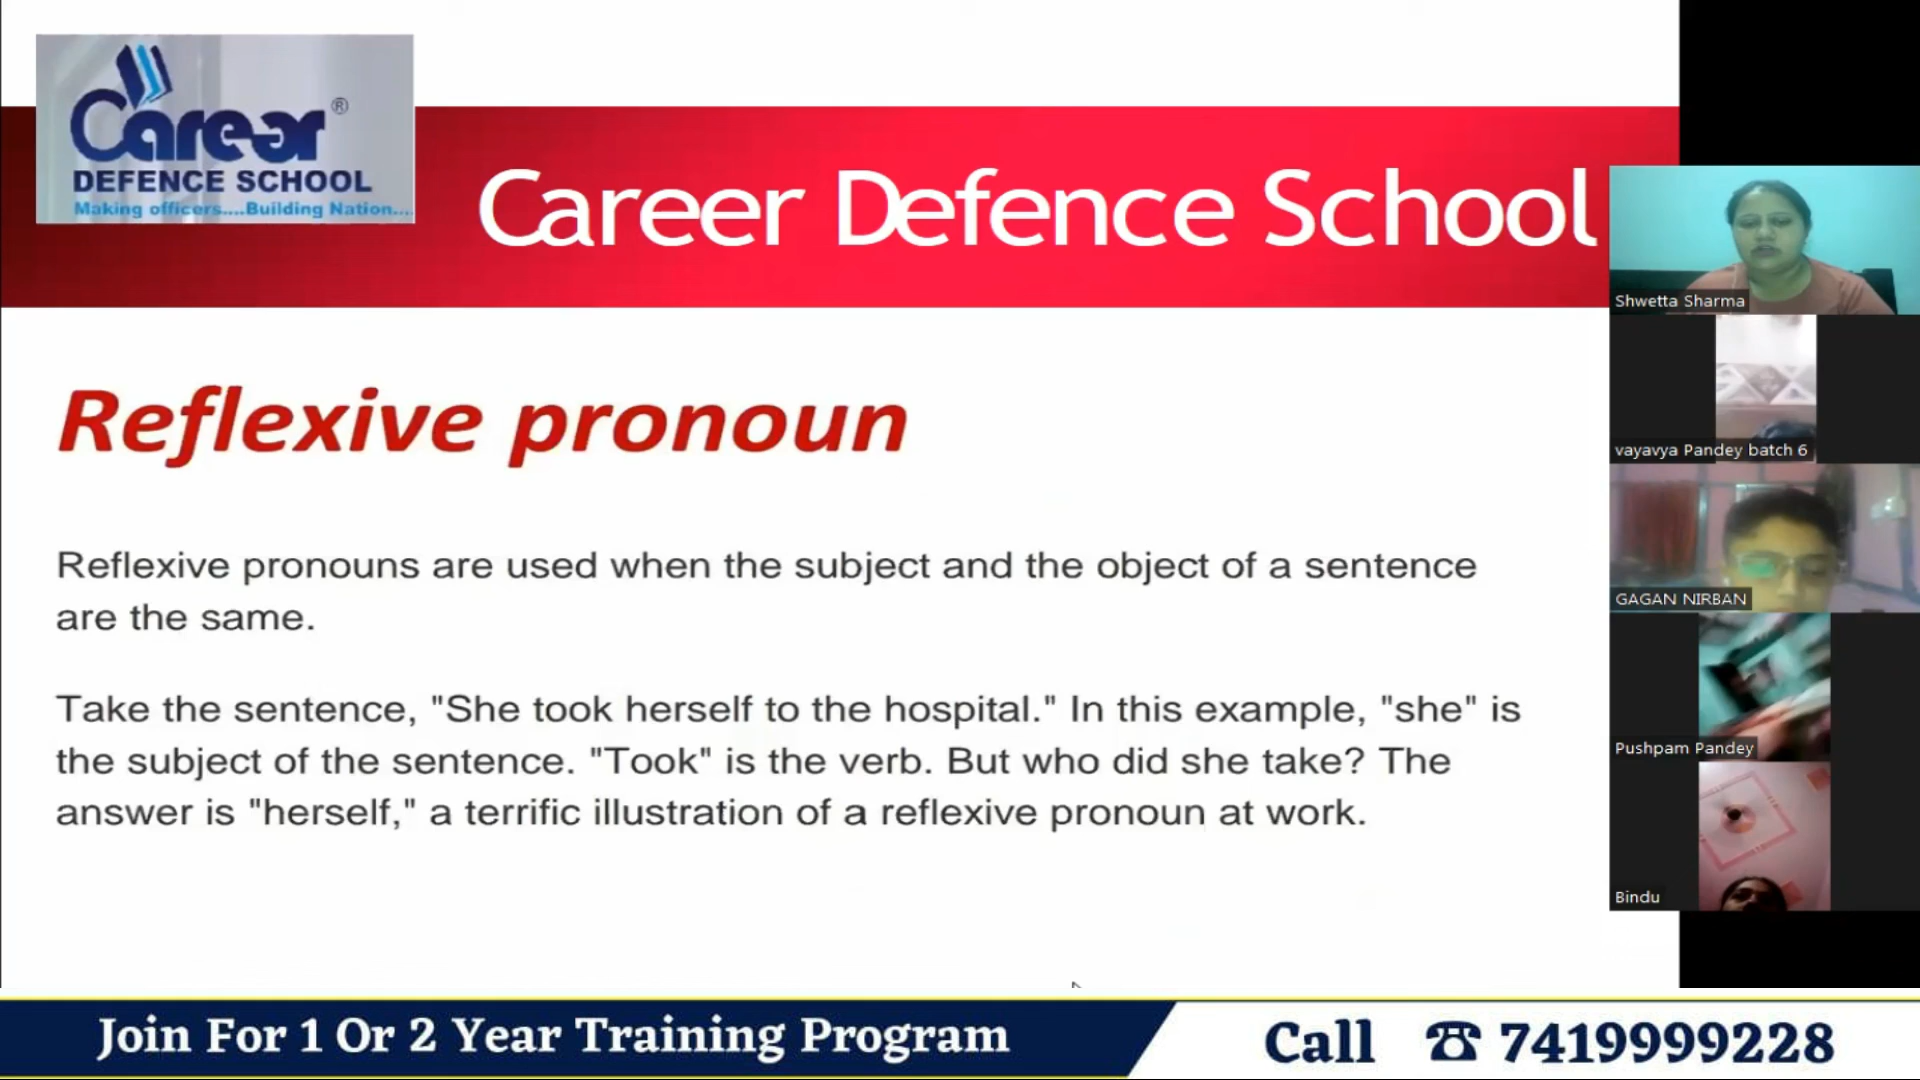 Career®
DEFENCE SCHOOL
Making officers....Building Nation....
Career Defence School
Shwetta Sharma
vayavya Pandey batch 6
GAGAN NIRBAN
Pushpam Pandey
Bindu
Reflexive pronoun
Reflexive pronouns are used when the subject and the object of a sentence
are the same.
Take the sentence, "She took herself to the hospital." In this example, "she" is
the subject of the sentence. "Took" is the verb. But who did she take? The
answer is "herself," a terrific illustration of a reflexive pronoun at work.
Join For 1 Or 2 Year Training Program
Call ☎ 7419999228